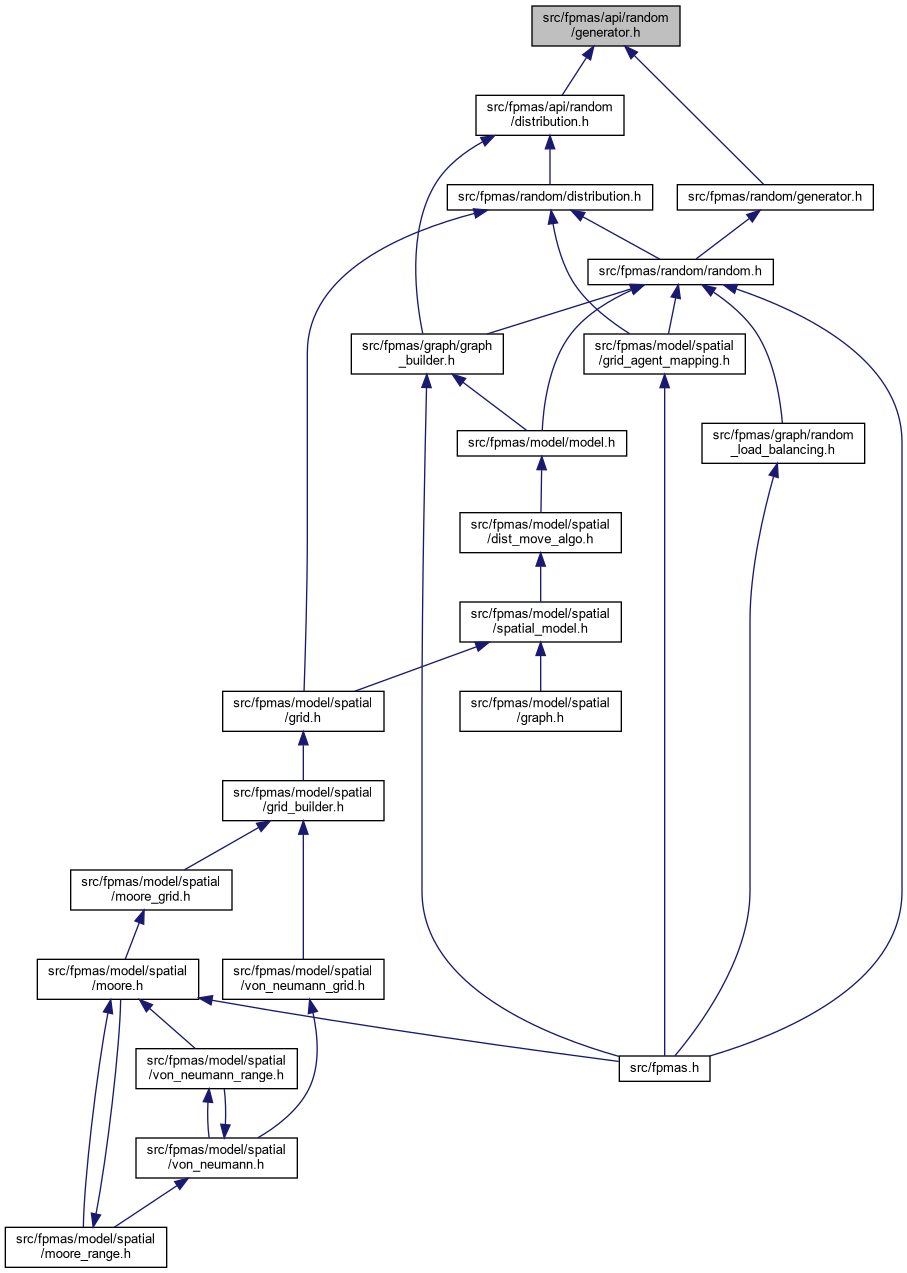 src/fpmas/api/random
/generator.h
src/fpmas/api/random
/distribution.h
src/fpmas/random/distribution.h
src/fpmas/random/generator.h
src/fpmas/random/random.h
src/fpmas/graph/graph
_builder.h
src/fpmas/model/spatial
/grid_agent_mapping.h
src/fpmas/model/model.h
src/fpmas/graph/random
_load_balancing.h
src/fpmas/model/spatial
/dist_move_algo.h
src/fpmas/model/spatial
/spatial_model.h
src/fpmas/model/spatial
/grid.h
src/fpmas/model/spatial
/graph.h
src/fpmas/model/spatial
/grid_builder.h
src/fpmas/model/spatial
/moore_grid.h
src/fpmas/model/spatial
/moore.h
src/fpmas/model/spatial
/von_neumann_grid.h
src/fpmas/model/spatial
/von_neumann_range.h
src/fpmas.h
src/fpmas/model/spatial
/von_neumann.h
src/fpmas/model/spatial
/moore_range.h